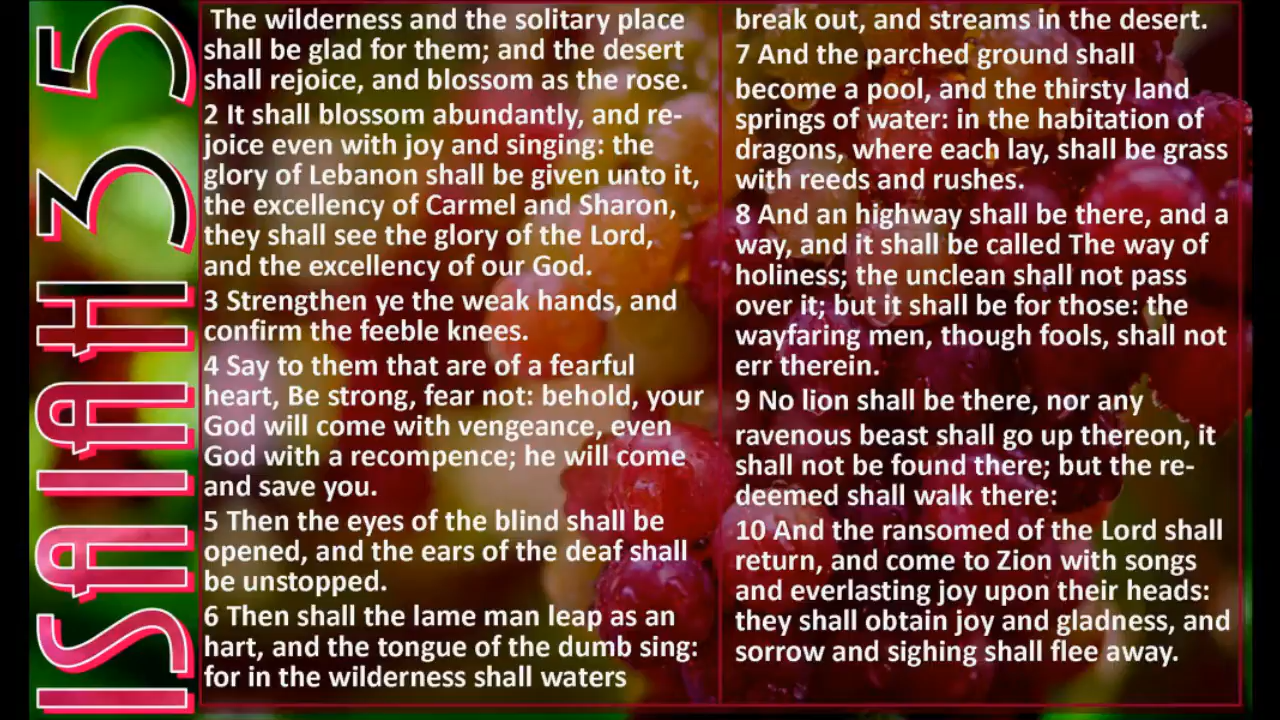 ISAIAH 35
The wilderness and the solitary place
shall be glad for them; and the desert
shall rejoice, and blossom as the rose.
2 It shall blossom abundantly, and re-
joice even with joy and singing: the
glory of Lebanon shall be given unto it,
the excellency of Carmel and Sharon,
they shall see the glory of the Lord,
and the excellency of our God.
3 Strengthen ye the weak hands, and
confirm the feeble knees.
4 Say to them that are of a fearful
heart, Be strong, fear not: behold, your
God will come with vengeance, even
God with a recompence; he will come
and save you.
5 Then the eyes of the blind shall be
opened, and the ears of the deaf shall
be unstopped.
6 Then shall the lame man leap as an
hart, and the tongue of the dumb sing:
for in the wilderness shall waters
break out, and streams in the desert.
7 And the parched ground shall
become a pool, and the thirsty land
springs of water: in the habitation of
dragons, where each lay, shall be grass
with reeds and rushes.
8 And an highway shall be there, and a
way, and it shall be called The way of
holiness; the unclean shall not pass
over it; but it shall be for those: the
wayfaring men, though fools, shall not
err therein.
9 No lion shall be there, nor any
ravenous beast shall go up thereon, it
shall not be found there; but the re-
deemed shall walk there:
10 And the ransomed of the Lord shall
return, and come to Zion with songs
and everlasting joy upon their heads:
they shall obtain joy and gladness, and
sorrow and sighing shall flee away.